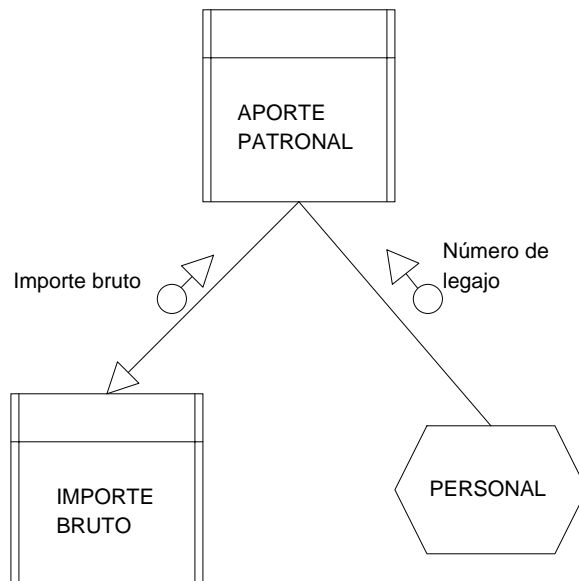 APORTE
PATRONAL
Importe bruto
Número de
legajo
IMPORTE
BRUTO
PERSONAL